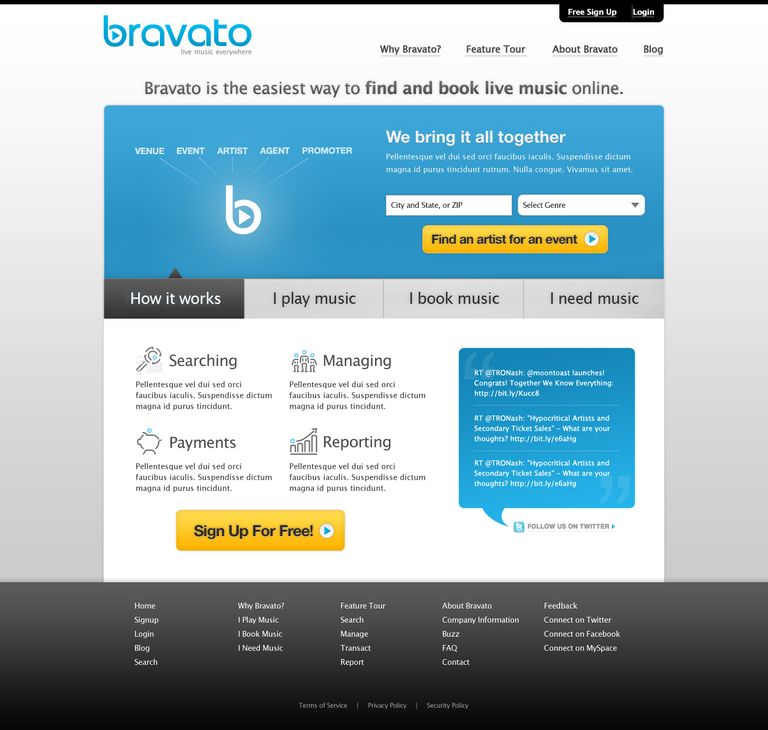 Free Sign Up
Login
bravato
live music everywhere
Why Bravato?
Feature Tour
About Bravato
Blog
Bravato is the easiest way to find and book live music online.
VENUE EVENT ARTIST AGENT PROMOTER
b
We bring it all together
Pellentesque vel dui sed orci faucibus iaculis. Suspendisse dictum
magna id purus tincidunt rutrum. Nulla congue. Vivamus sit amet.
City and State, or ZIP
Select Genre
Find an artist for an event
How it works
I play music
I book music
I need music
Searching
Pellentesque vel dui sed orci
faucibus iaculis. Suspendisse dictum
magna id purus tincidunt.
Managing
Pellentesque vel dui sed orci
faucibus iaculis. Suspendisse dictum
magna id purus tincidunt.
Payments
Pellentesque vel dui sed orci
faucibus iaculis. Suspendisse dictum
magna id purus tincidunt.
Reporting
Pellentesque vel dui sed orci
faucibus iaculis. Suspendisse dictum
magna id purus tincidunt.
Sign Up For Free!
RT @TRONash: @moontoast launches!
Congrats! Together We Know Everything:
http://bit.ly/Kucc8
RT @TRONash: "Hypocritical Artists and
Secondary Ticket Sales" – What are your
thoughts? http://bit.ly/e6aHg
RT @TRONash: "Hypocritical Artists and
Secondary Ticket Sales" – What are your
thoughts? http://bit.ly/e6aHg
FOLLOW US ON TWITTER
Home
Signup
Login
Blog
Search
Why Bravato?
I Play Music
I Book Music
I Need Music
Feature Tour
Search
Manage
Transact
Report
About Bravato
Company Information
Buzz
FAQ
Contact
Feedback
Connect on Twitter
Connect on Facebook
Connect on MySpace
Terms of Service | Privacy Policy | Security Policy